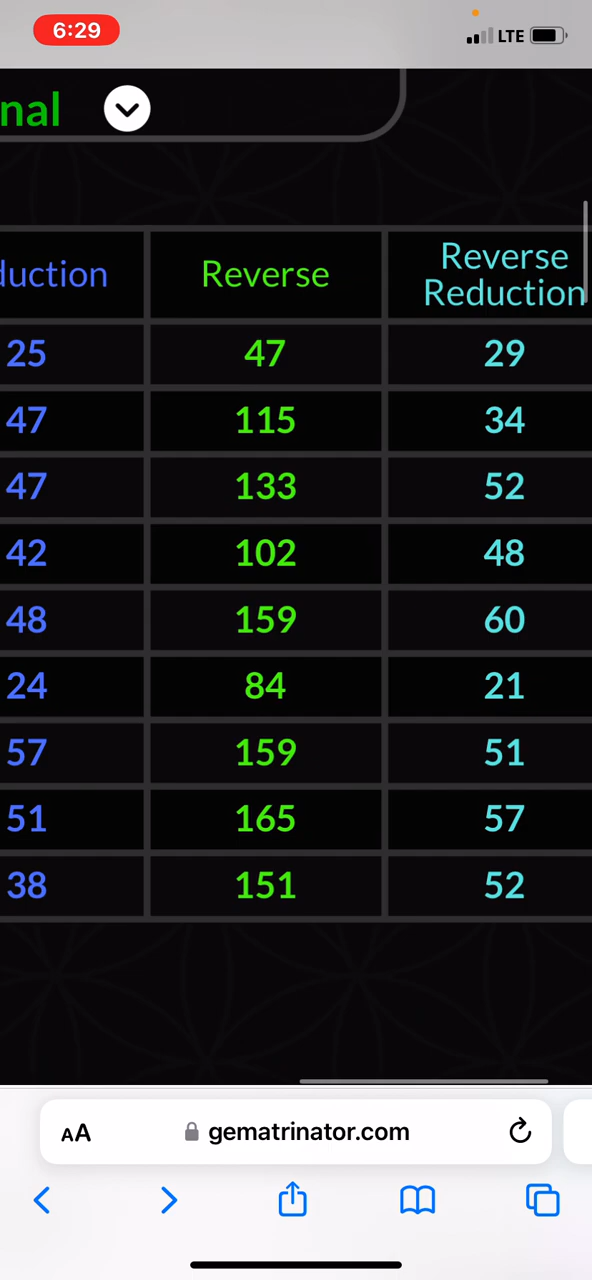 6:29 LTE
nal
duction Reverse Reverse Reduction
25 47 29
47 115 34
47 133 52
42 102 48
48 159 60
24 84 21
57 159 51
51 165 57
38 151 52
AA gematrinator.com